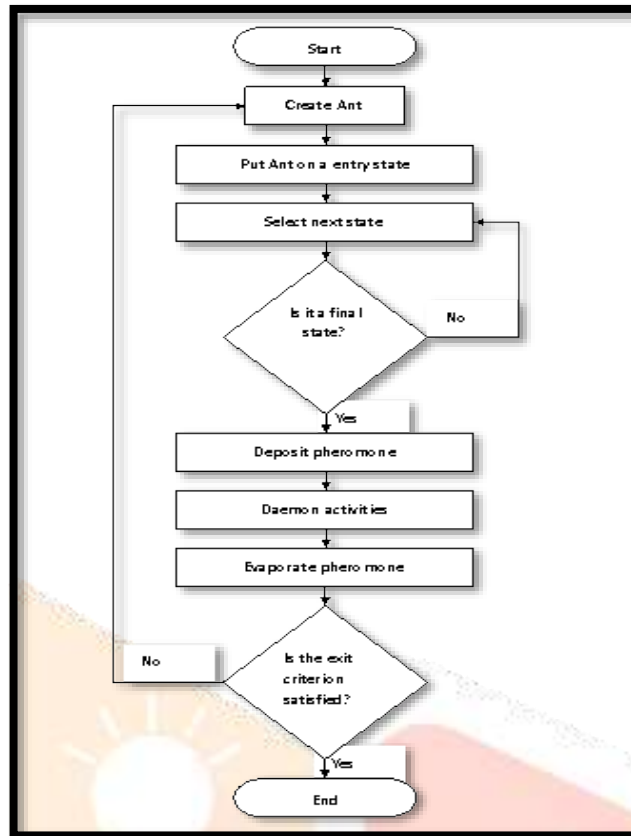 Start
Create Ant
Put Ant on a entry state
Select next state
Is it a final
state?
No
Yes
Deposit pheromone
Daemon activities
Evaporate pheromone
Is the exit
criterion
satisfied?
No
Yes
End